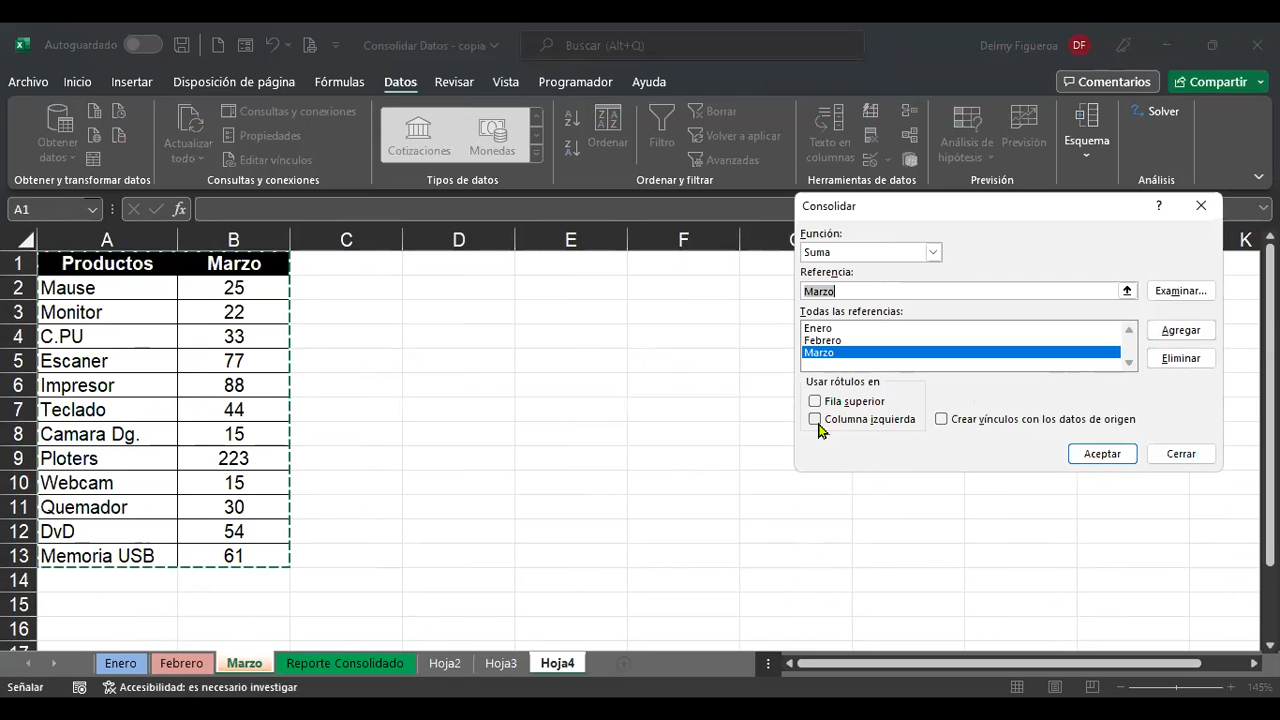 Autoguardado
Consolidar Datos - copia
Buscar (Alt+Q)
Delmy Figueroa
DF
Archivo Inicio Insertar Disposición de página Fórmulas Datos Revisar Vista Programador Ayuda
Comentarios
Compartir
Obtener datos
Actualizar todo
Consultas y conexiones
Propiedades
Editar vínculos
Cotizaciones
Monedas
Ordenar
Filtro
Borrar
Volver a aplicar
Avanzadas
Texto en columnas
Análisis de hipótesis
Previsión
Esquema
Solver
Obtener y transformar datos
Consultas y conexiones
Tipos de datos
Ordenar y filtrar
Herramientas de datos
Previsión
Análisis
A1
fx
A B C D E F K
1 Productos Marzo
2 Mause 25
3 Monitor 22
4 C.PU 33
5 Escaner 77
6 Impresor 88
7 Teclado 44
8 Camara Dg. 15
9 Ploters 223
10 Webcam 15
11 Quemador 30
12 DvD 54
13 Memoria USB 61
14
15
16
Consolidar
?
Función:
Suma
Referencia:
Marzo
Examinar...
Todas las referencias:
Enero
Febrero
Marzo
Agregar
Eliminar
Usar rótulos en
Fila superior
Columna izquierda
Crear vínculos con los datos de origen
Aceptar
Cerrar
Enero Febrero Marzo Reporte Consolidado Hoja2 Hoja3 Hoja4
Señalar
Accesibilidad: es necesario investigar
145%